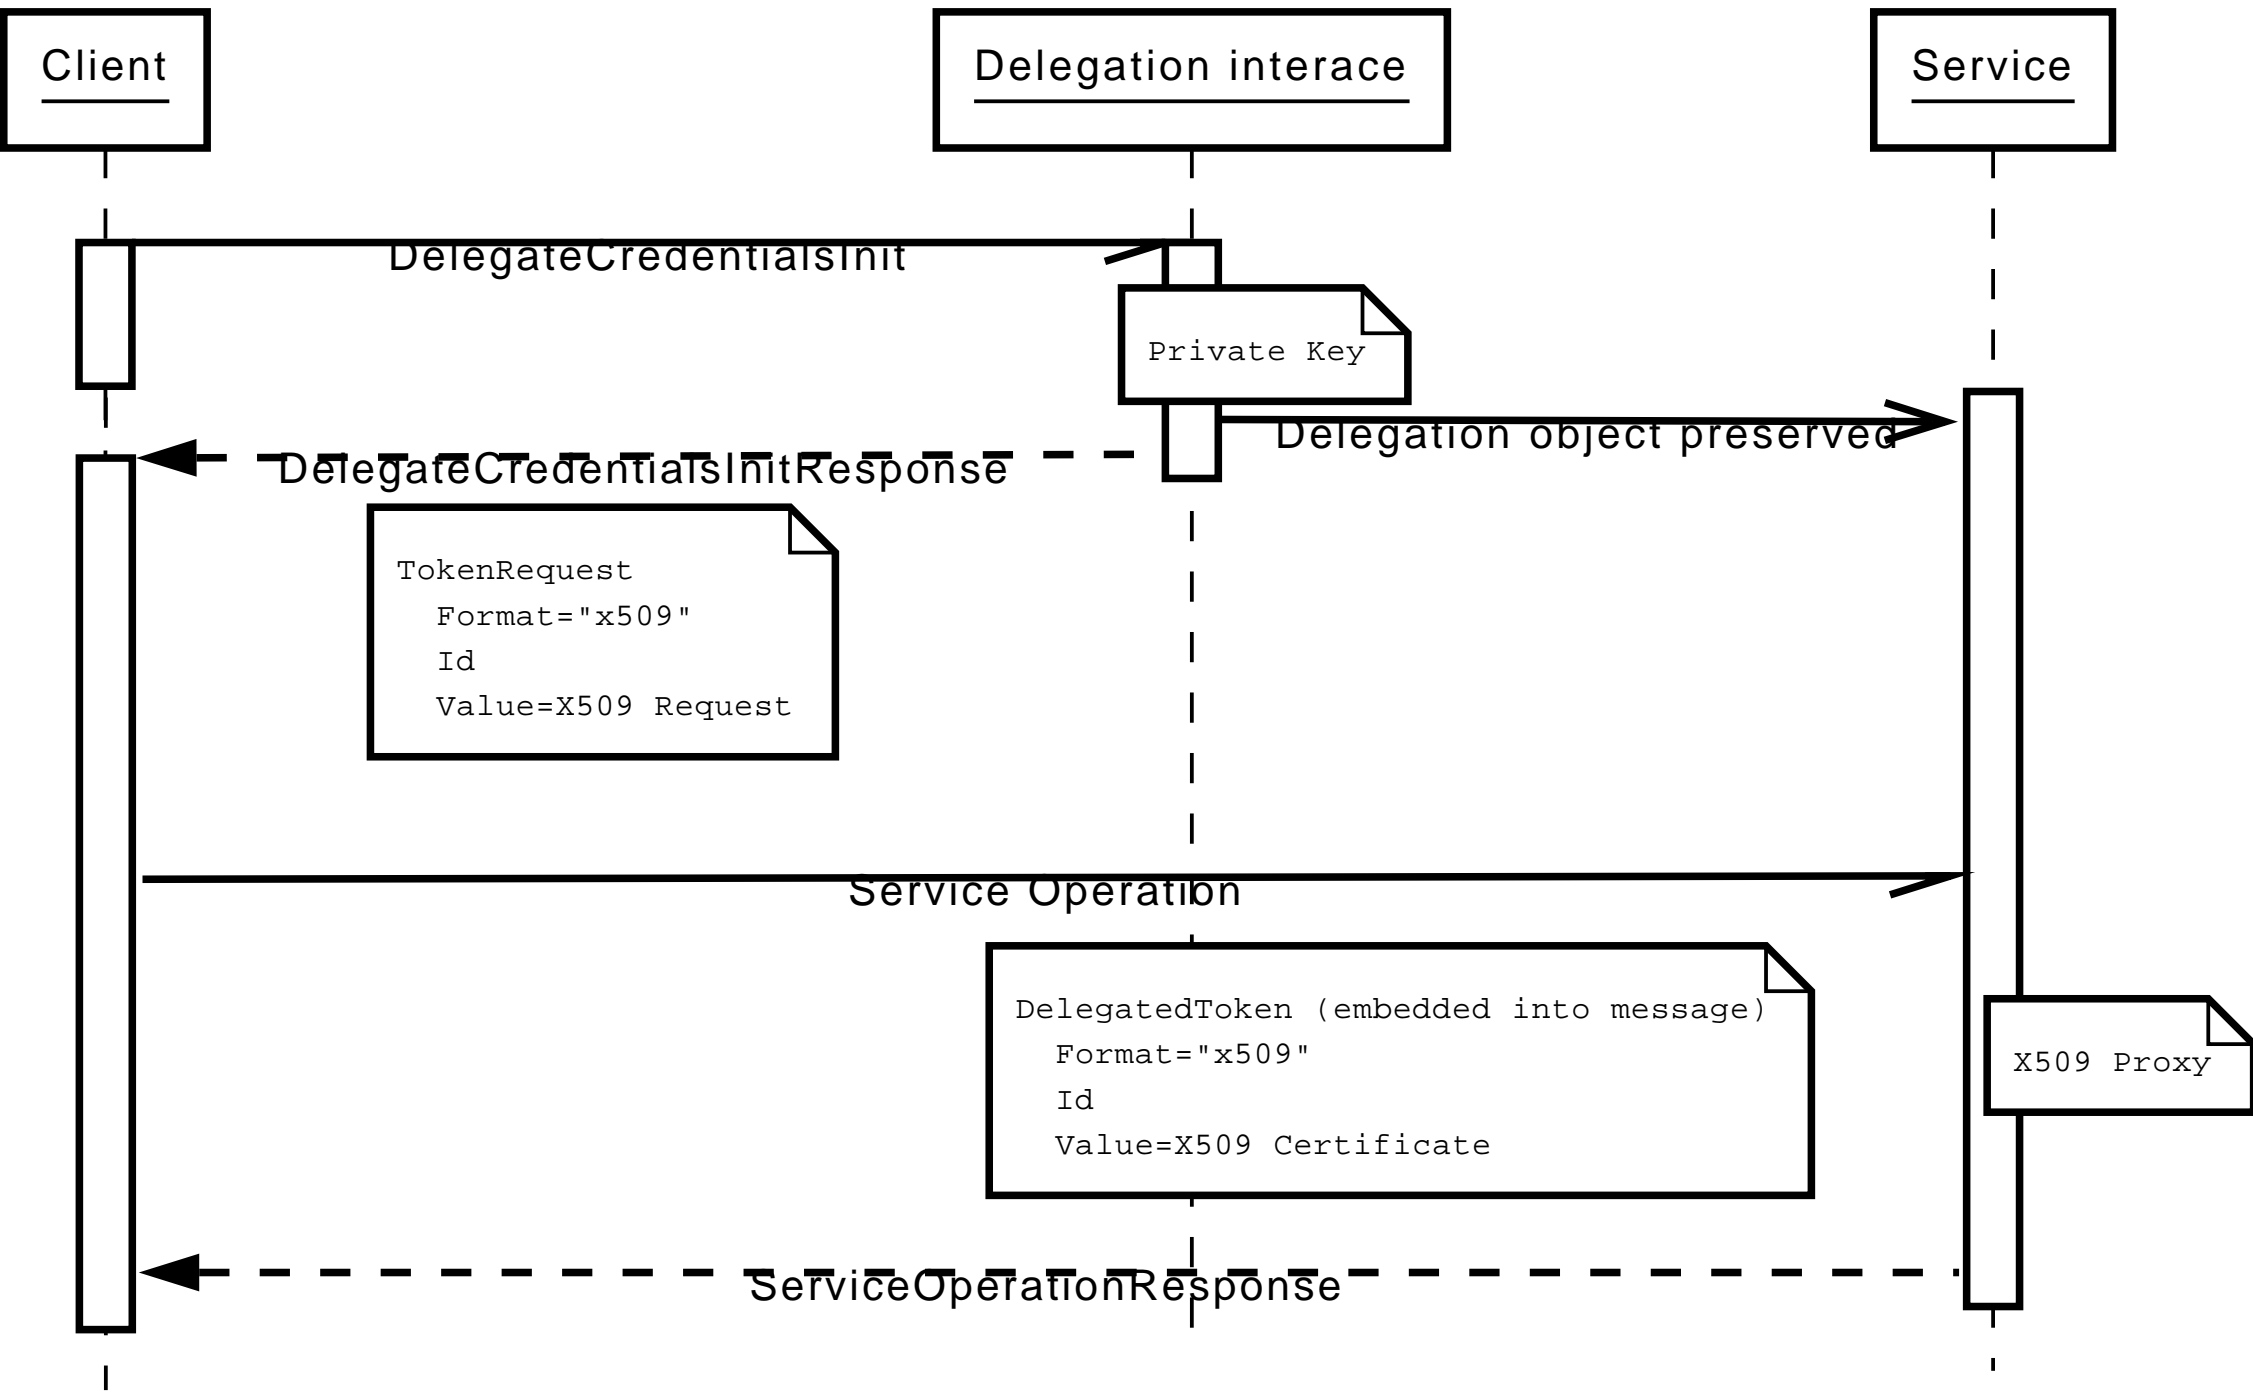 Client
Delegation interace
Service
DelegateCredentialsInit
Private Key
Delegation object preserved
DelegateCredentialsInitResponse
TokenRequest
Format="x509"
Id
Value=X509 Request
Service Operation
DelegatedToken (embedded into message)
Format="x509"
Id
Value=X509 Certificate
X509 Proxy
ServiceOperationResponse